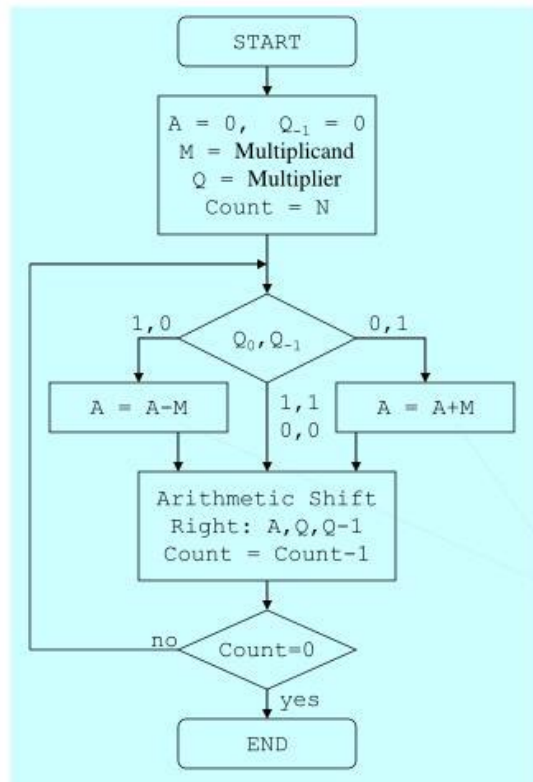 START
A = 0, Q₋₁ = 0
M = Multiplicand
Q = Multiplier
Count = N
1,0
Q₀,Q₋₁
0,1
A = A-M
1,1
0,0
A = A+M
Arithmetic Shift
Right: A,Q,Q-1
Count = Count-1
no
Count=0
yes
END